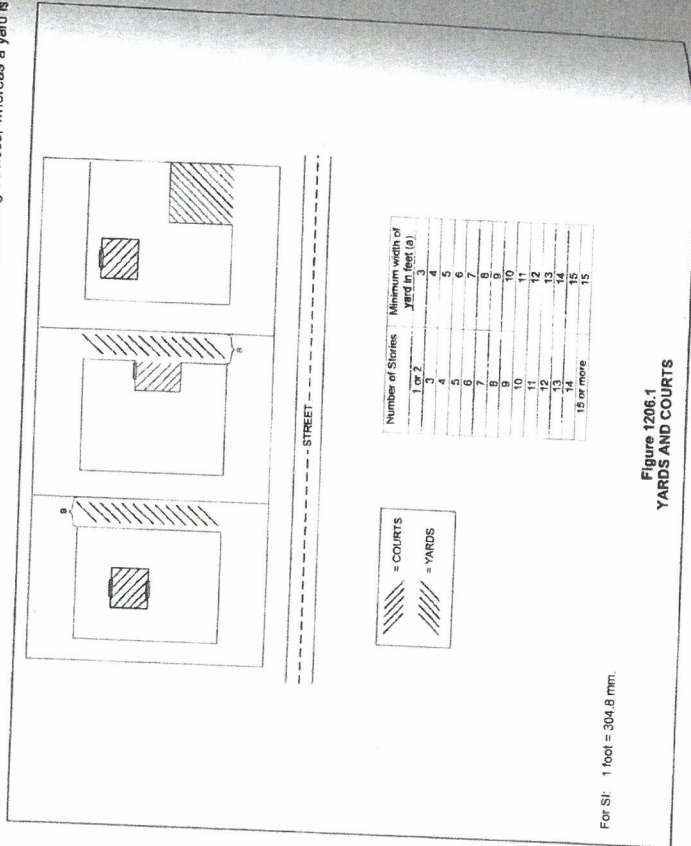 whereas a yard is
a
a
STREET
= COURTS
= YARDS
Number of Stories Minimum width of yard in feet (a)
1 or 2 3
3 4
4 5
5 6
6 7
7 8
8 9
9 10
10 11
11 12
12 13
13 14
14 15
15 or more 15
For SI: 1 foot = 304.8 mm.
Figure 1206.1
YARDS AND COURTS